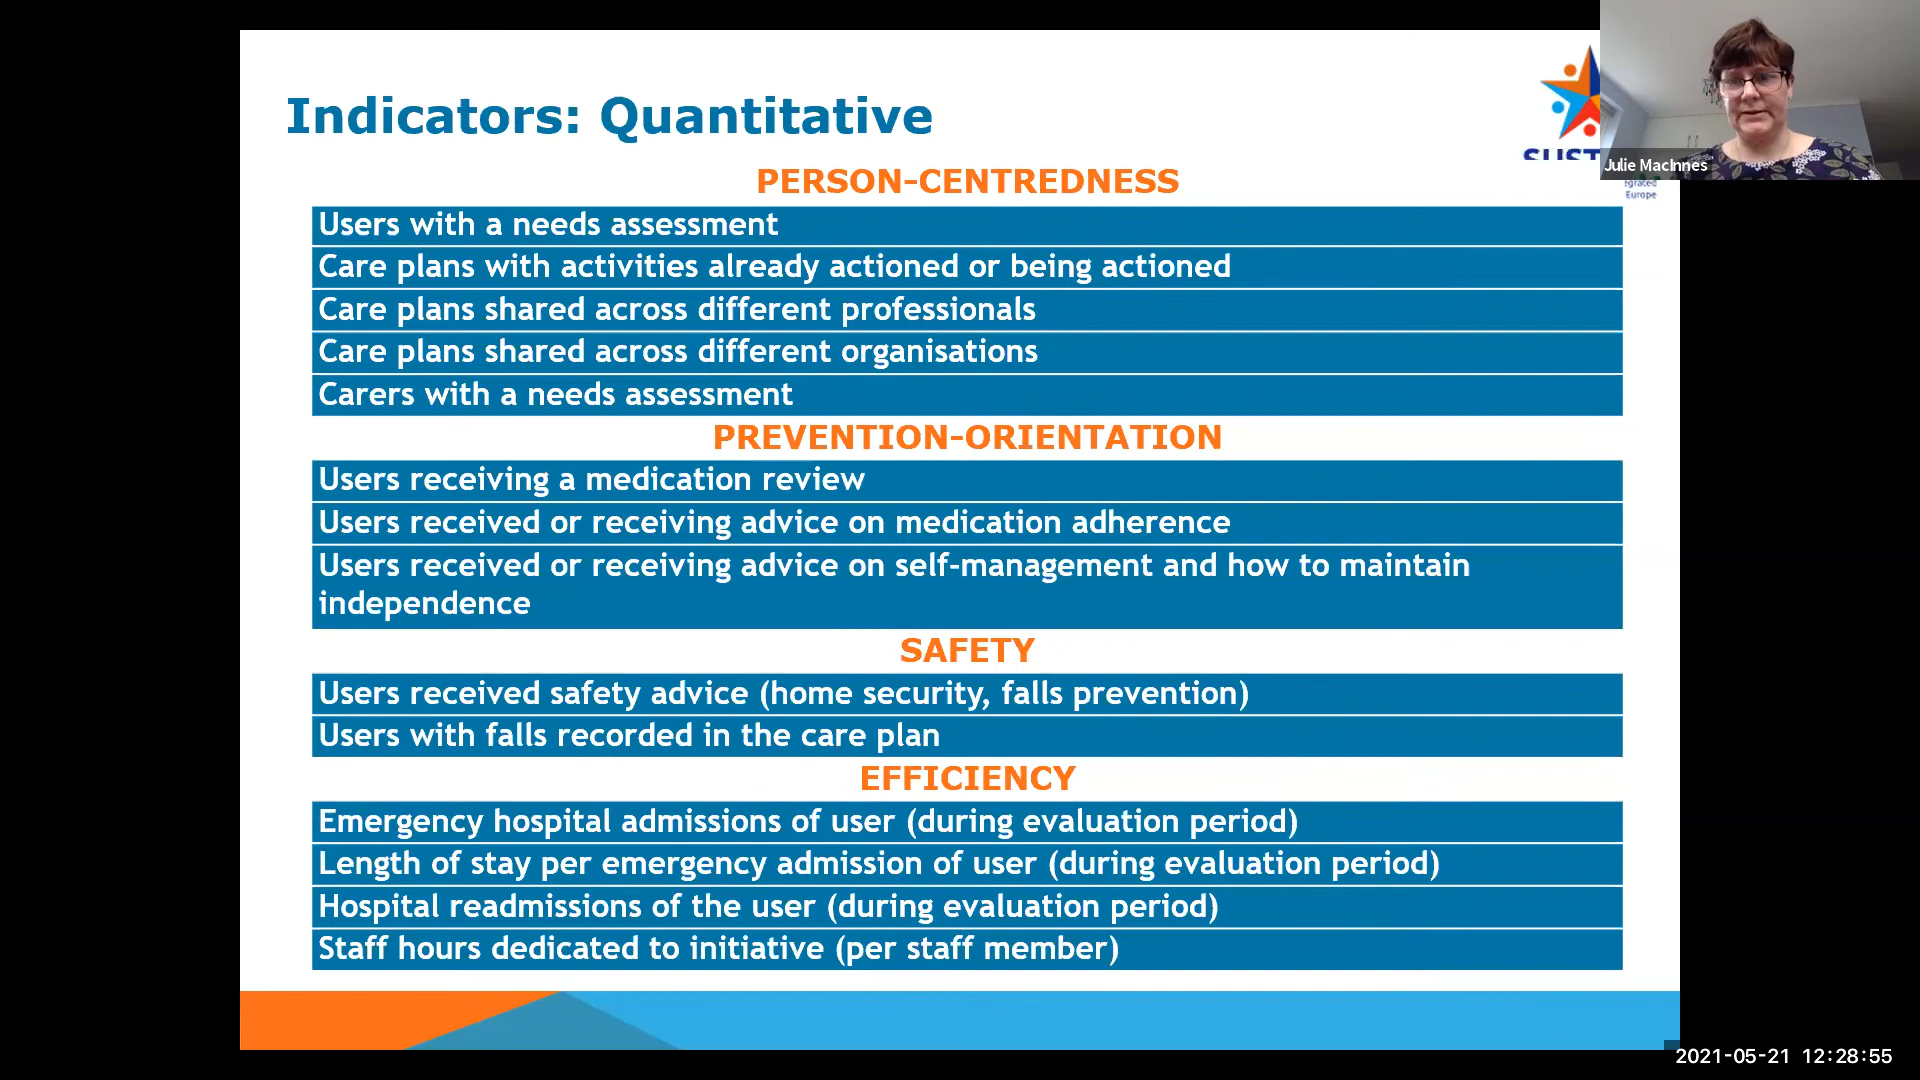 Indicators: Quantitative
Julie MacInnes
egrated
Europe
PERSON-CENTREDNESS
Users with a needs assessment
Care plans with activities already actioned or being actioned
Care plans shared across different professionals
Care plans shared across different organisations
Carers with a needs assessment
PREVENTION-ORIENTATION
Users receiving a medication review
Users received or receiving advice on medication adherence
Users received or receiving advice on self-management and how to maintain
independence
SAFETY
Users received safety advice (home security, falls prevention)
Users with falls recorded in the care plan
EFFICIENCY
Emergency hospital admissions of user (during evaluation period)
Length of stay per emergency admission of user (during evaluation period)
Hospital readmissions of the user (during evaluation period)
Staff hours dedicated to initiative (per staff member)
2021-05-21 12:28:55